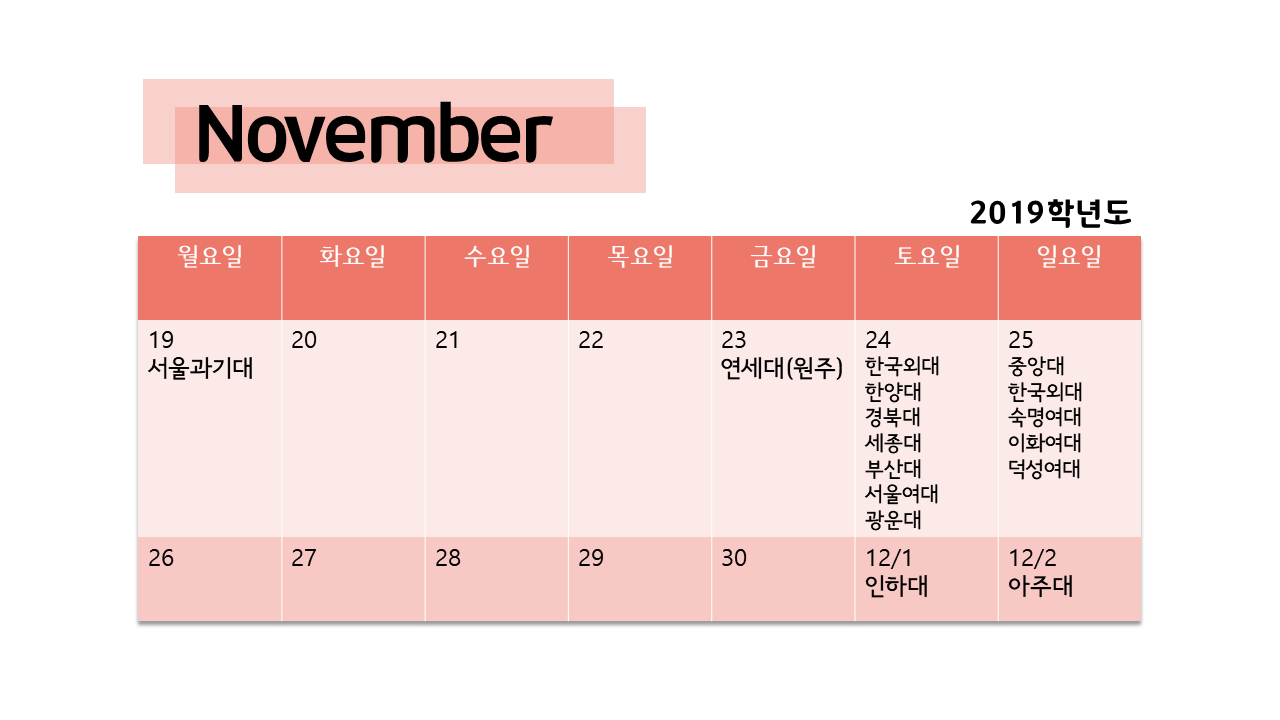 November
2019학년도
월요일 화요일 수요일 목요일 금요일 토요일 일요일
19
서울과기대
20
21
22
23
연세대(원주)
24
한국외대
한양대
경북대
세종대
부산대
서울여대
광운대
25
중앙대
한국외대
숙명여대
이화여대
덕성여대
26
27
28
29
30
12/1
인하대
12/2
아주대